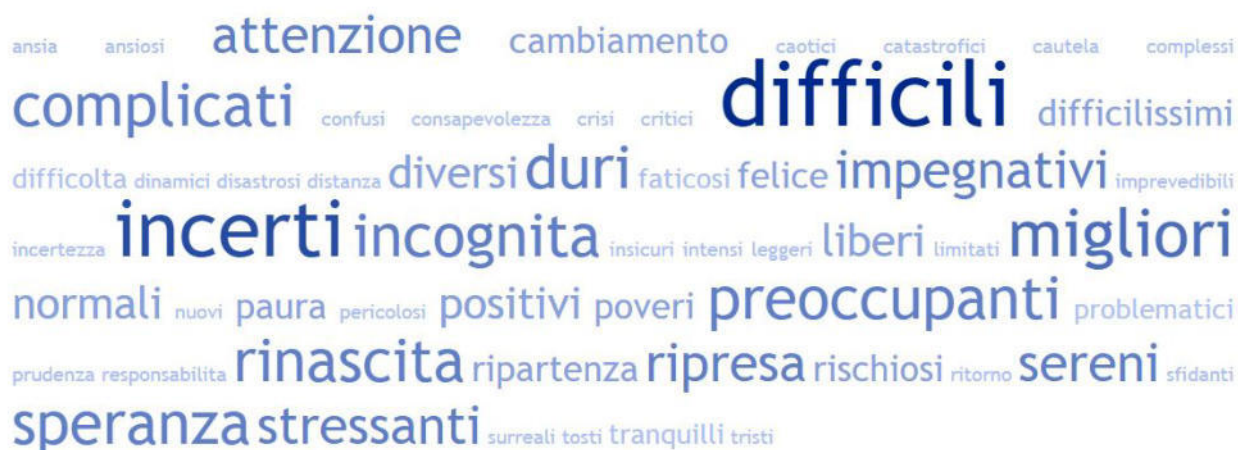 ansia ansiosi attenzione cambiamento caotici catastrofici cautela complessi
complicati confusi consapevolezza crisi critici difficili difficilissimi
difficolta dinamici disastrosi distanza diversi duri faticosi felice impegnativi imprevedibili
incertezza incerti incognita insicuri intensi leggeri liberi limitati migliori
normali nuovi paura pericolosi positivi poveri preoccupanti problematici
prudenza responsabilita rinascita ripartenza ripresa rischiosi ritorno sereni sfidanti
speranza stressanti surreali tosti tranquilli tristi